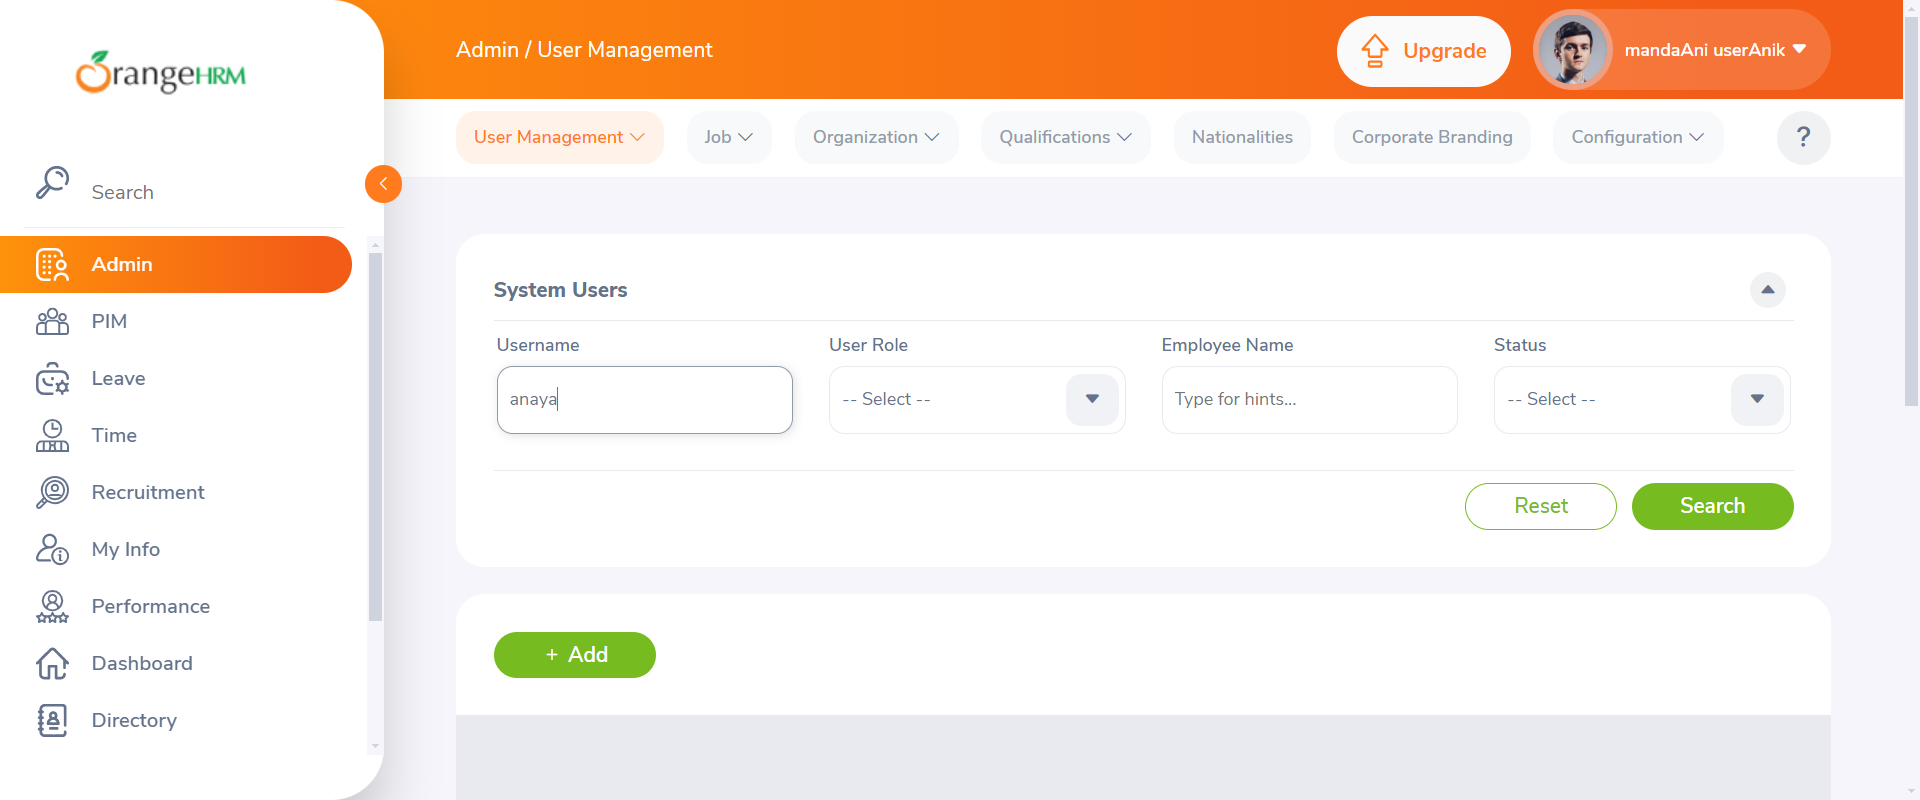 OrangeHRM
Admin / User Management
Upgrade
mandaAni userAnik
User Management
Job
Organization
Qualifications
Nationalities
Corporate Branding
Configuration
?
Search
Admin
PIM
Leave
Time
Recruitment
My Info
Performance
Dashboard
Directory
System Users
Username
User Role
Employee Name
Status
anaya
-- Select --
Type for hints...
-- Select --
Reset
Search
+ Add